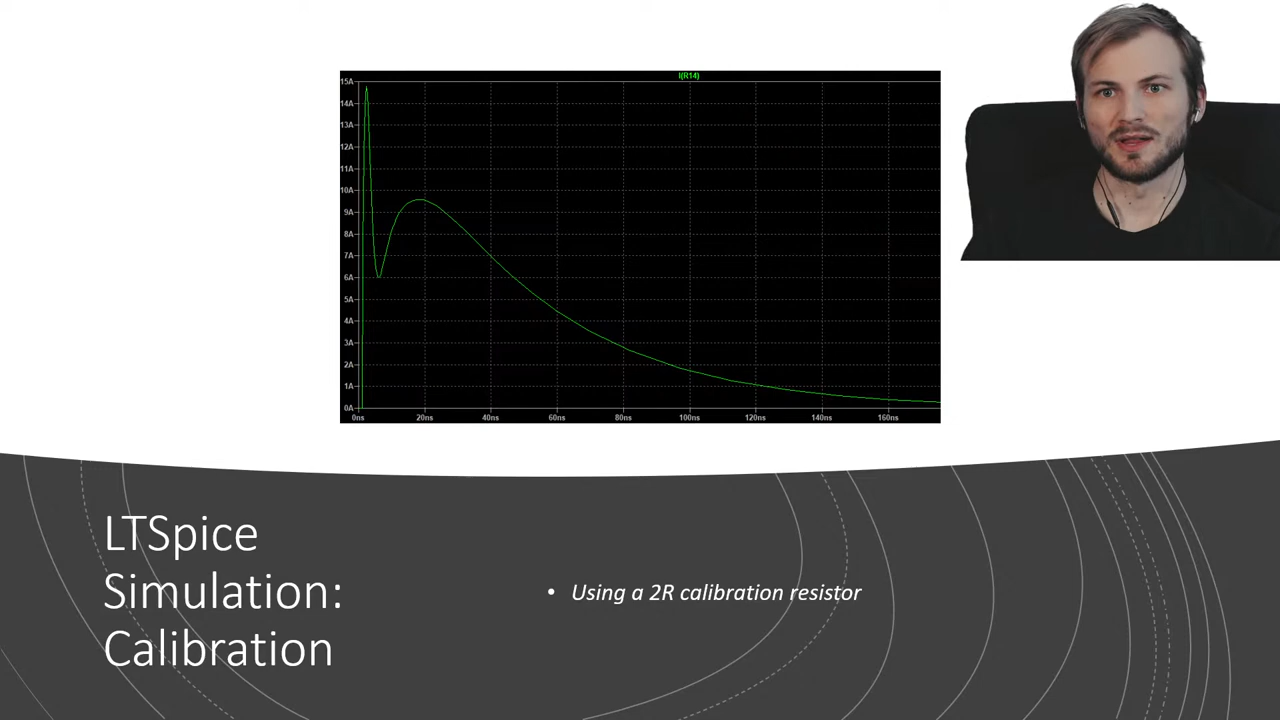 I(R14)
15A
14A
13A
12A
11A
10A
9A
8A
7A
6A
5A
4A
3A
2A
1A
0A
0ns 20ns 40ns 60ns 80ns 100ns 120ns 140ns 160ns
LTSpice
Simulation:
Calibration
• Using a 2R calibration resistor